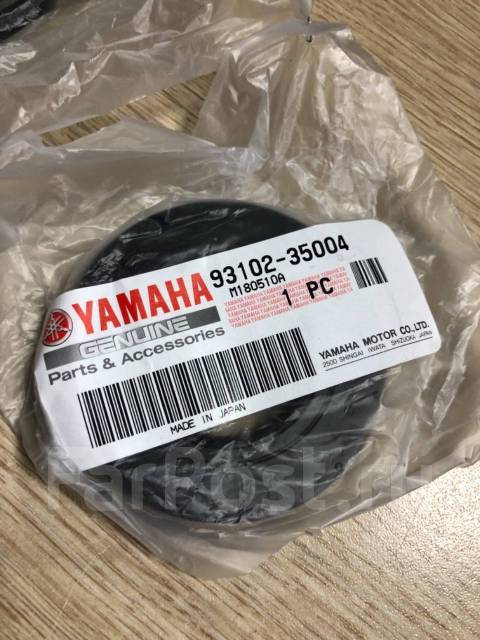 YAMAHA
GENUINE
Parts & Accessories
93102-35004
M180510A
1 PC
YAMAHA MOTOR CO.,LTD.
2500 SHINGAI IWATA SHIZUOKA JAPAN
MADE IN JAPAN
FarPost.ru